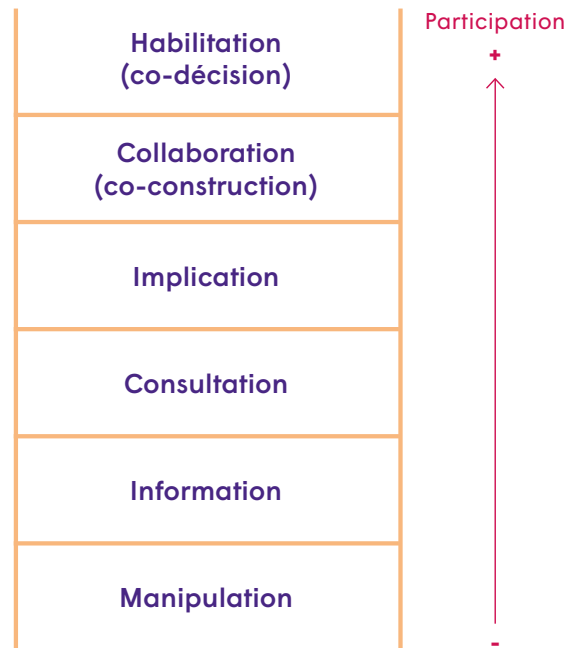 Participation
+
Habilitation
(co-décision)
Collaboration
(co-construction)
Implication
Consultation
Information
Manipulation
-